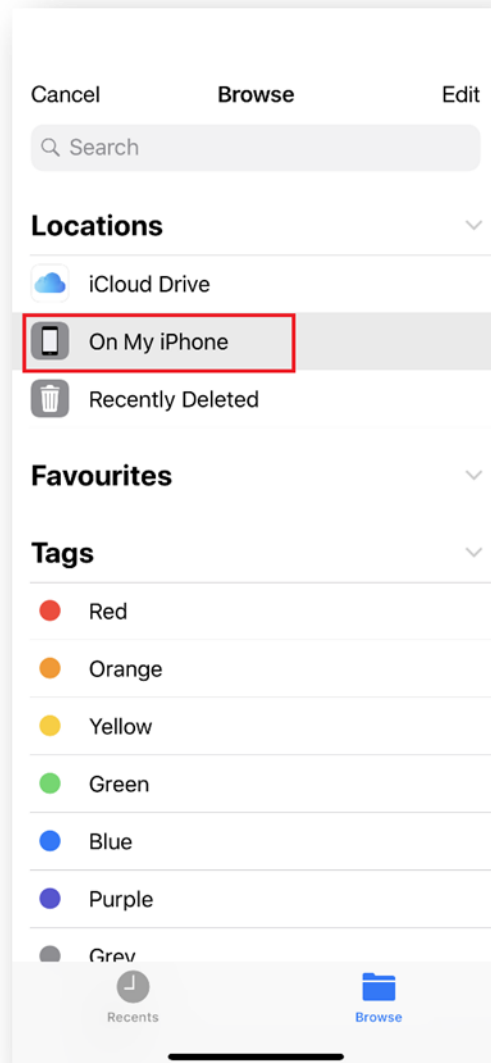 Cancel Browse Edit
Search
Locations
iCloud Drive
On My iPhone
Recently Deleted
Favourites
Tags
Red
Orange
Yellow
Green
Blue
Purple
Grey
Recents Browse